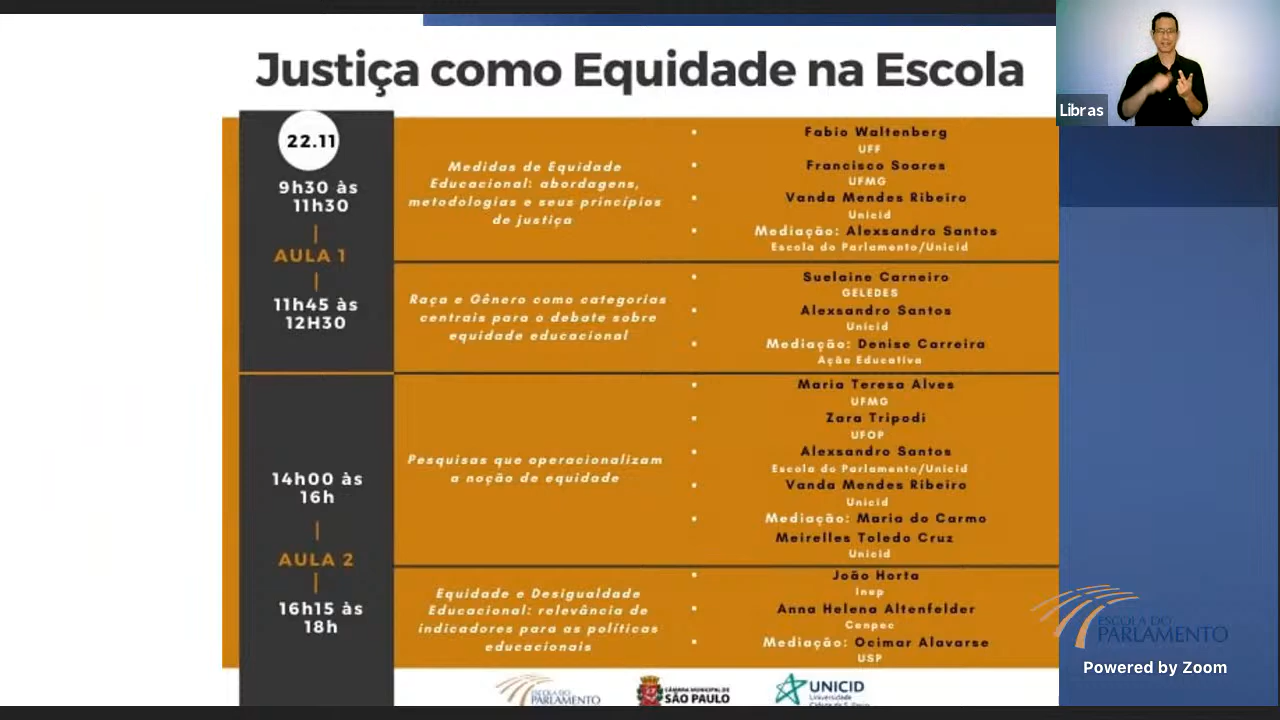 Justiça como Equidade na Escola
Libras
22.11
9h30 às
11h30
AULA 1
11h45 às
12H30
Medidas de Equidade
Educacional: abordagens,
metodologias e seus princípios
de justiça
Fabio Waltenberg
UFF
Francisco Soares
UFMG
Vanda Mendes Ribeiro
Unicid
Mediação: Alexsandro Santos
Escola do Parlamento/Unicid
Raça e Gênero como categorias
centrais para o debate sobre
equidade educacional
Suelaine Carneiro
GELEDES
Alexsandro Santos
Unicid
Mediação: Denise Carreira
Ação Educativa
14h00 às
16h
AULA 2
16h15 às
18h
Pesquisas que operacionalizam
a noção de equidade
Maria Teresa Alves
UFMG
Zara Tripodi
UFOP
Alexsandro Santos
Escola do Parlamento/Unicid
Vanda Mendes Ribeiro
Unicid
Mediação: Maria do Carmo
Meirelles Toledo Cruz
Unicid
Equidade e Desigualdade
Educacional: relevância de
indicadores para as políticas
educacionais
João Horta
Inep
Anna Helena Altenfelder
Cenpec
Mediação: Ocimar Alavarse
USP
ESCOLA DO
PARLAMENTO
CÂMARA MUNICIPAL DE
SÃO PAULO
UNICID
Universidade
ESCOLA DO
PARLAMENTO
Powered by Zoom